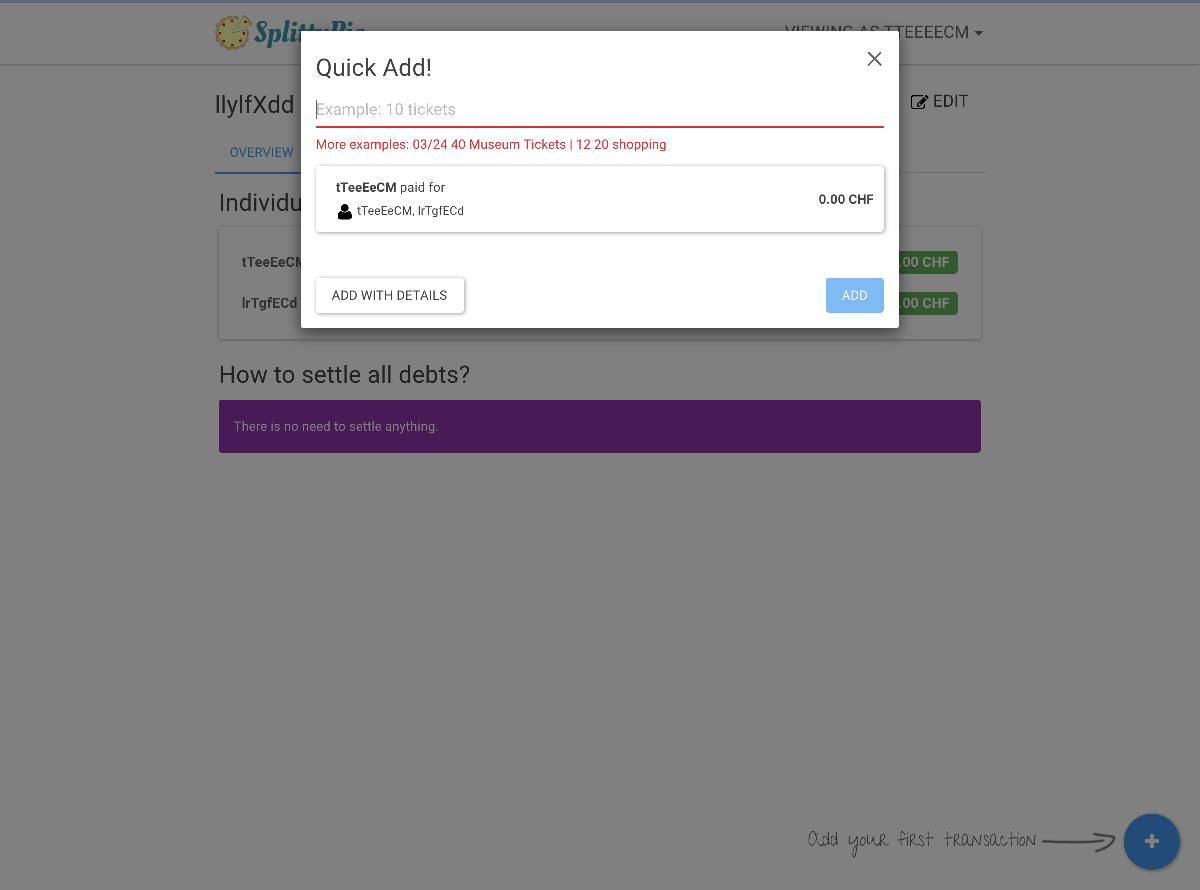 SplittyPie
VIEWING AS TTEEEECM
Quick Add!
Example: 10 tickets
More examples: 03/24 40 Museum Tickets | 12 20 shopping
tTeeEeCM paid for
tTeeEeCM, lrTgfECd
0.00 CHF
ADD WITH DETAILS
ADD
llylfXdd
EDIT
OVERVIEW
Individu
tTeeEeCM
.00 CHF
lrTgfECd
.00 CHF
How to settle all debts?
There is no need to settle anything.
Add your first transaction